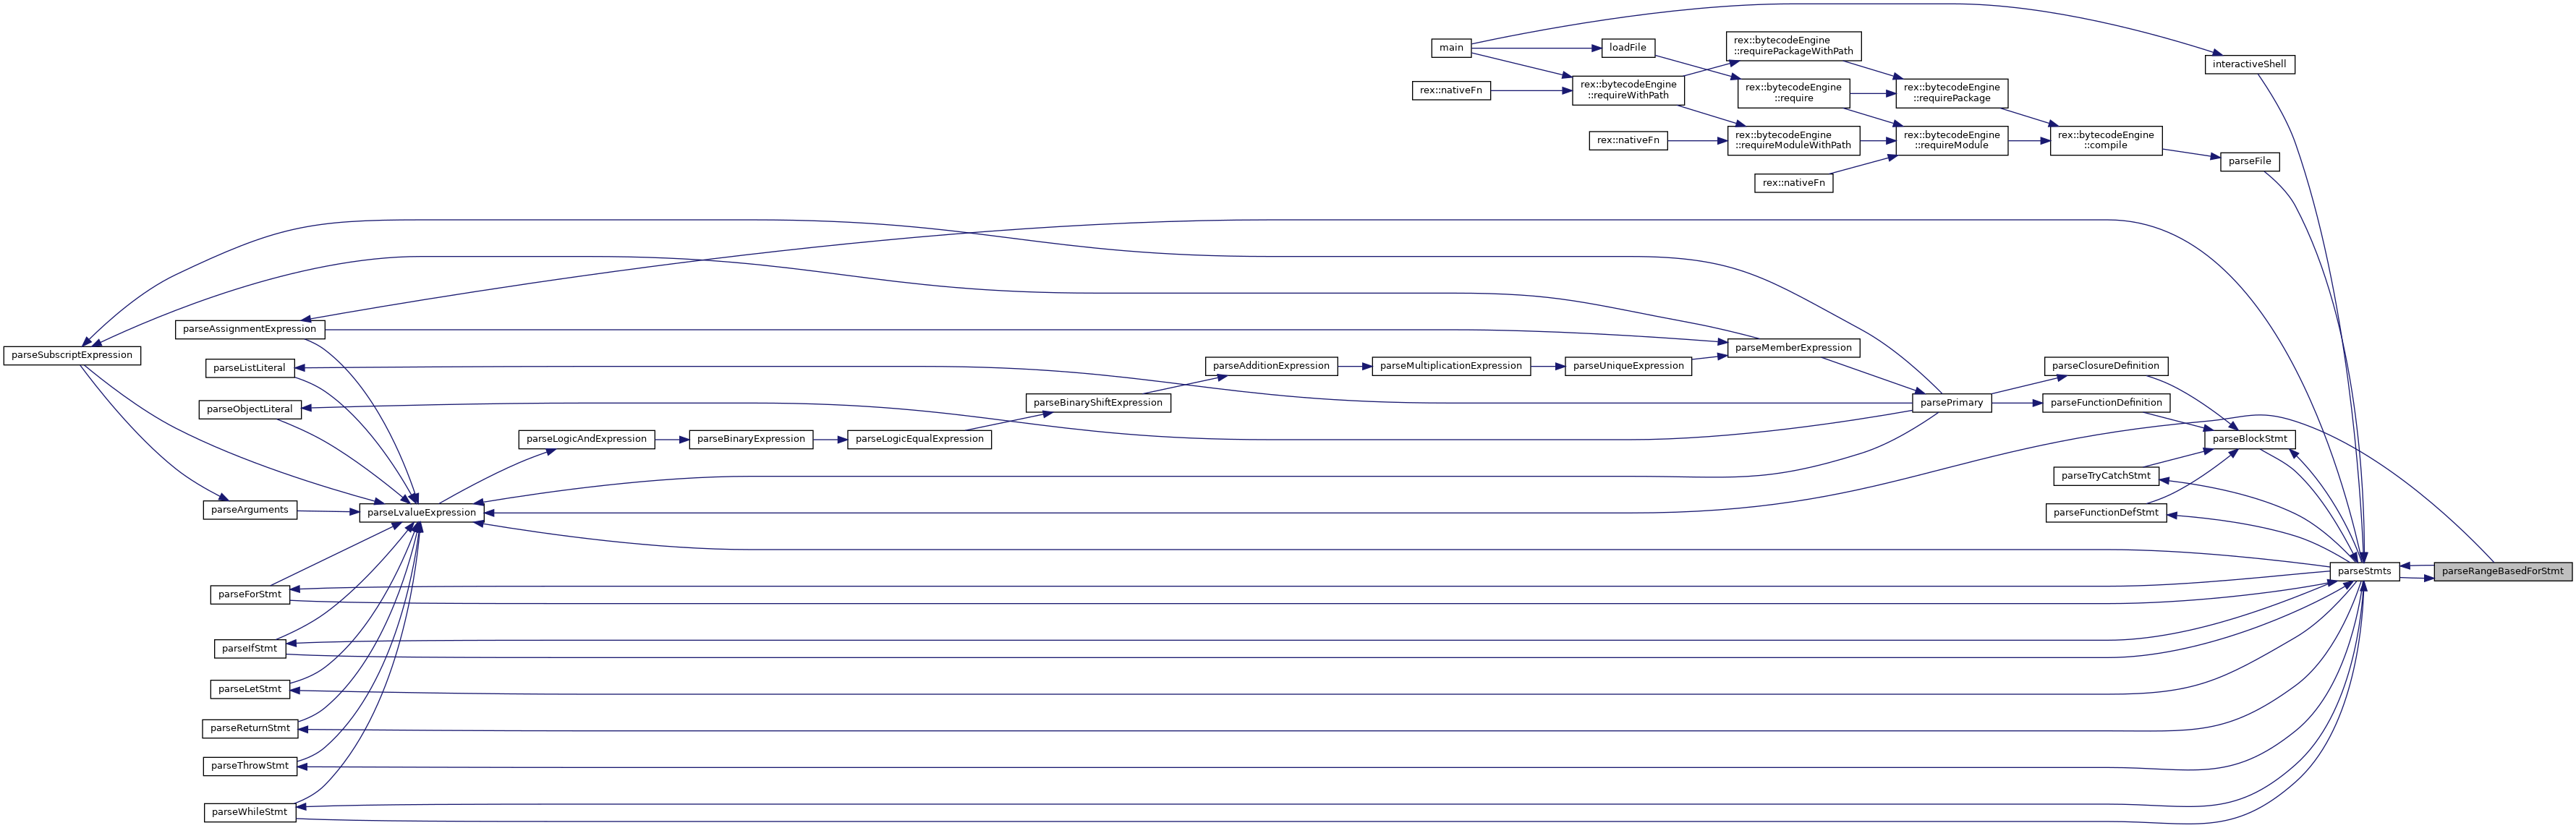 main
loadFile
rex::bytecodeEngine
::requirePackageWithPath
interactiveShell
rex::nativeFn
rex::bytecodeEngine
::requireWithPath
rex::bytecodeEngine
::require
rex::bytecodeEngine
::requirePackage
rex::nativeFn
rex::bytecodeEngine
::requireModuleWithPath
rex::bytecodeEngine
::requireModule
rex::bytecodeEngine
::compile
parseFile
rex::nativeFn
parseAssignmentExpression
parseSubscriptExpression
parseMemberExpression
parseListLiteral
parseAdditionExpression
parseMultiplicationExpression
parseUniqueExpression
parseClosureDefinition
parseObjectLiteral
parseBinaryShiftExpression
parsePrimary
parseFunctionDefinition
parseLogicAndExpression
parseBinaryExpression
parseLogicEqualExpression
parseBlockStmt
parseTryCatchStmt
parseArguments
parseLvalueExpression
parseFunctionDefStmt
parseStmts
parseRangeBasedForStmt
parseForStmt
parseIfStmt
parseLetStmt
parseReturnStmt
parseThrowStmt
parseWhileStmt